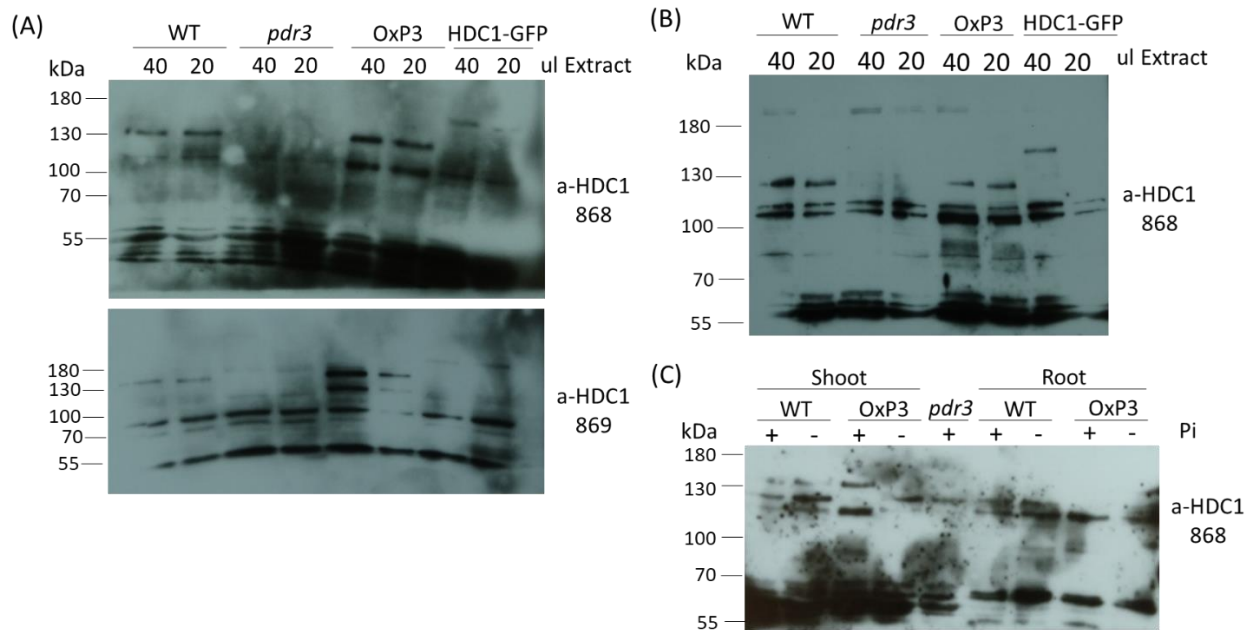 (A)
WT pdr3 OxP3 HDC1-GFP
kDa 40 20 40 20 40 20 40 20 ul Extract
180
130
100
70
55
a-HDC1
868
180
130
100
70
55
a-HDC1
869
(B)
WT pdr3 OxP3 HDC1-GFP
kDa 40 20 40 20 40 20 40 20 ul Extract
180
130
100
70
55
a-HDC1
868
(C)
Shoot Root
WT OxP3 pdr3 WT OxP3
kDa + - + - + + - + - Pi
180
130
100
70
55
a-HDC1
868